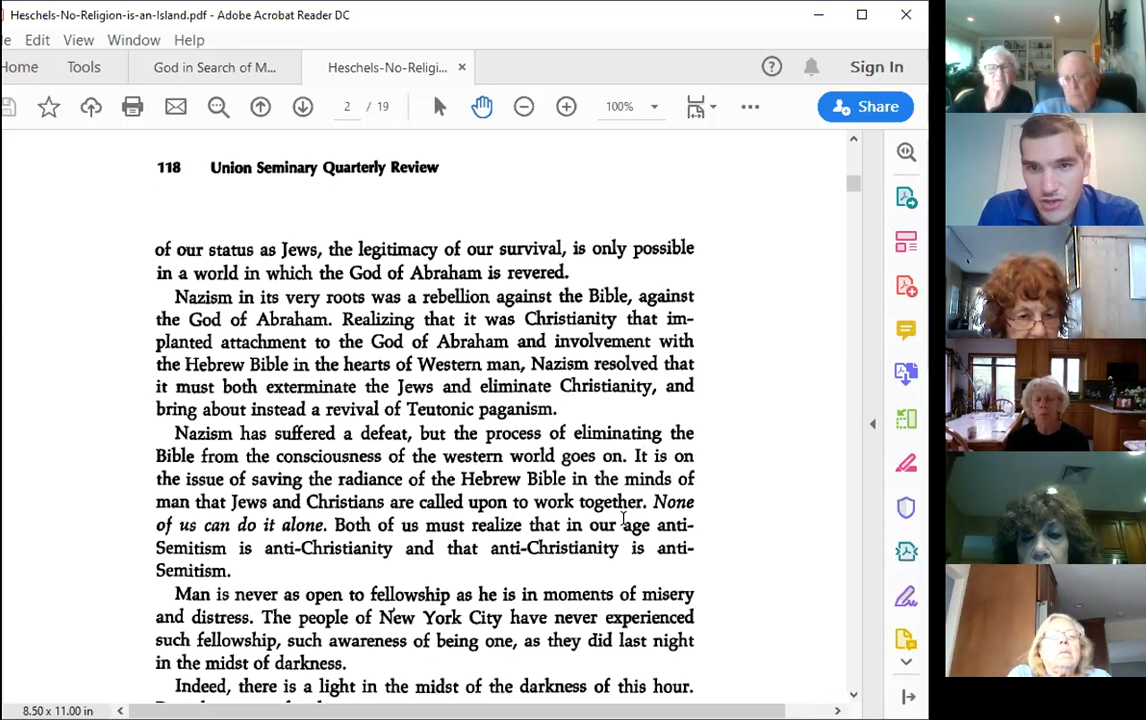 Heschels-No-Religion-is-an-Island.pdf - Adobe Acrobat Reader DC
Edit View Window Help
Home Tools God in Search of M... Heschels-No-Religi... × Sign In
2 / 19 100% Share
118 Union Seminary Quarterly Review
of our status as Jews, the legitimacy of our survival, is only possible
in a world in which the God of Abraham is revered.
Nazism in its very roots was a rebellion against the Bible, against
the God of Abraham. Realizing that it was Christianity that im-
planted attachment to the God of Abraham and involvement with
the Hebrew Bible in the hearts of Western man, Nazism resolved that
it must both exterminate the Jews and eliminate Christianity, and
bring about instead a revival of Teutonic paganism.
Nazism has suffered a defeat, but the process of eliminating the
Bible from the consciousness of the western world goes on. It is on
the issue of saving the radiance of the Hebrew Bible in the minds of
man that Jews and Christians are called upon to work together. None
of us can do it alone. Both of us must realize that in our age anti-
Semitism is anti-Christianity and that anti-Christianity is anti-
Semitism.
Man is never as open to fellowship as he is in moments of misery
and distress. The people of New York City have never experienced
such fellowship, such awareness of being one, as they did last night
in the midst of darkness.
Indeed, there is a light in the midst of the darkness of this hour.
8.50 x 11.00 in